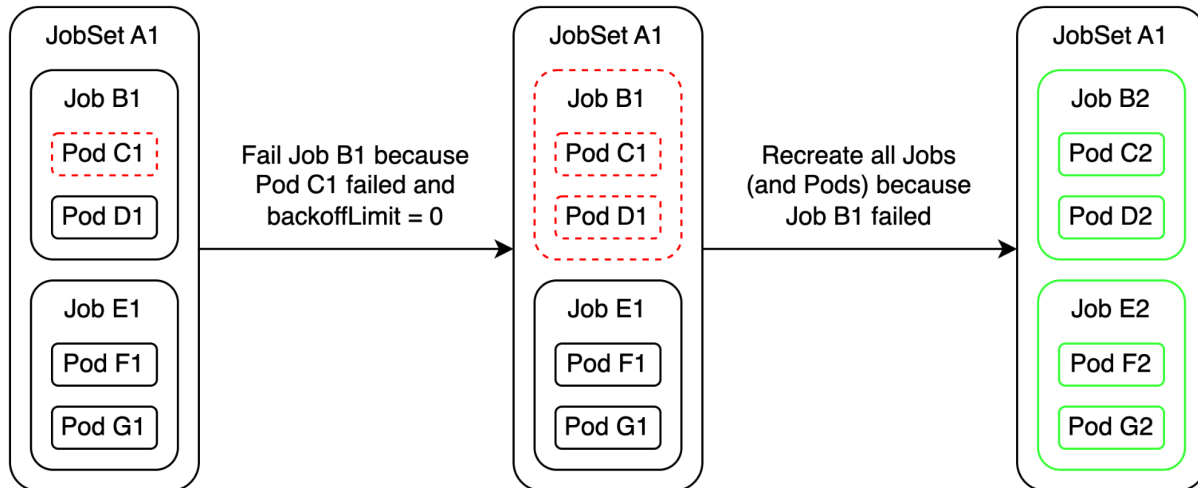 JobSet A1
Job B1
Pod C1
Pod D1
Job E1
Pod F1
Pod G1
Fail Job B1 because
Pod C1 failed and
backoffLimit = 0
JobSet A1
Job B1
Pod C1
Pod D1
Job E1
Pod F1
Pod G1
Recreate all Jobs
(and Pods) because
Job B1 failed
JobSet A1
Job B2
Pod C2
Pod D2
Job E2
Pod F2
Pod G2